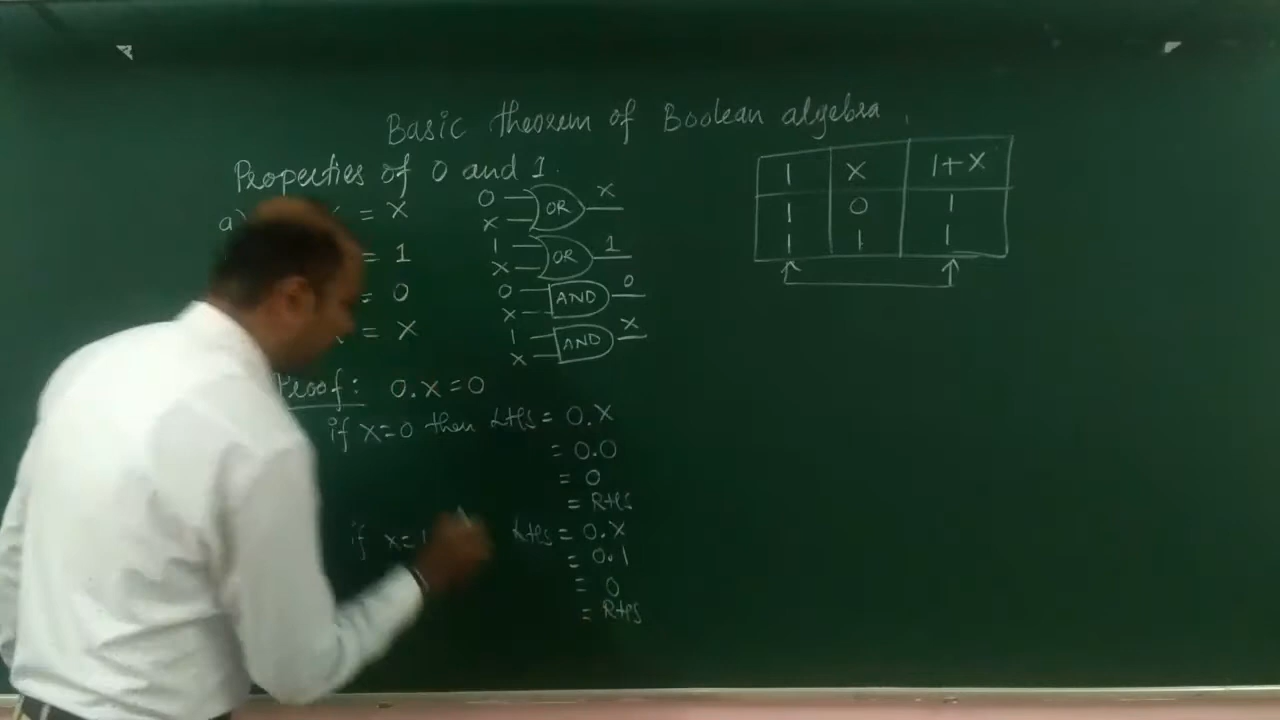 Basic theorem of Boolean algebra.
Properties of 0 and 1.
a) = X
= 1
= 0
= X
0 X OR X
1 X OR 1
0 X AND 0
1 X AND X
1 X 1+X
1 0 1
1 1 1
Proof: 0.X=0
if X=0 then LHS = 0.X
= 0.0
= 0
= RHS
if X=1 LHS = 0.X
= 0.1
= 0
= RHS